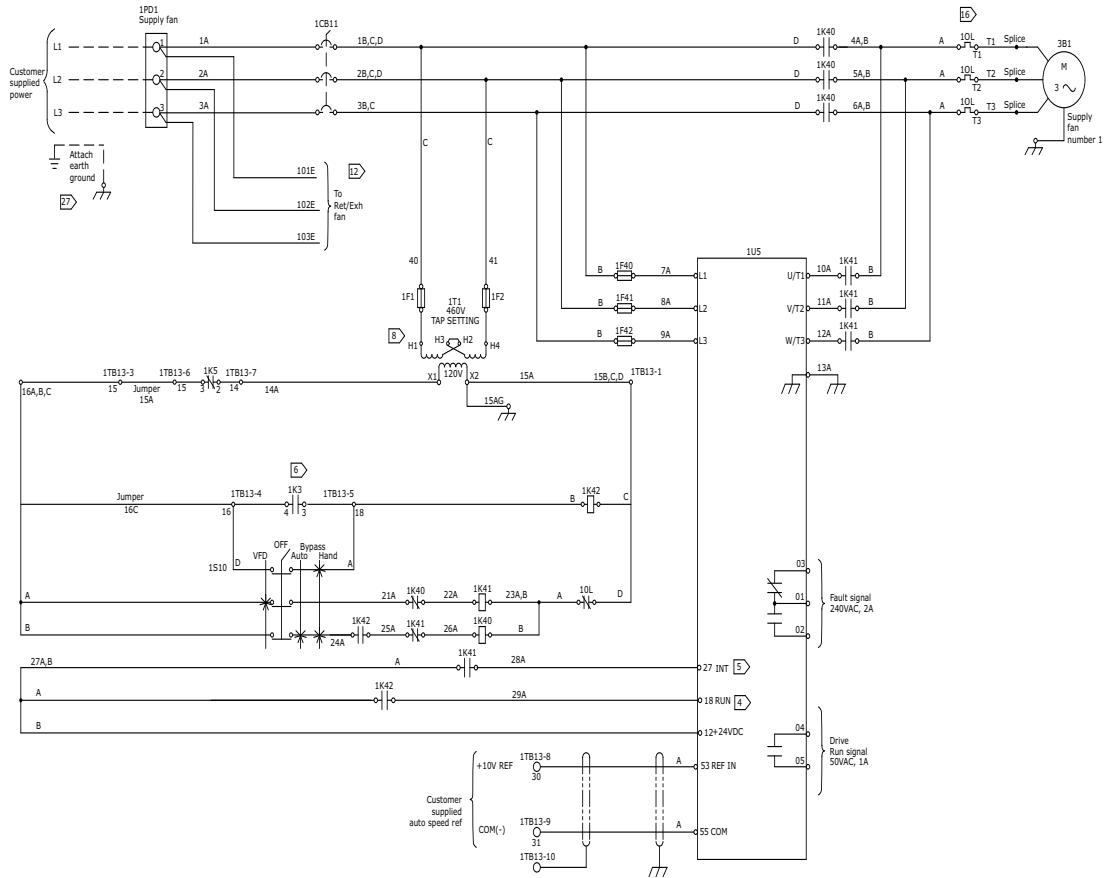 1PD1
Supply fan
1CB11
16
L1
1
1A
1B,C,D
D
1K40
4A,B
A
1OL
T1
T1
Splice
3B1
Customer
supplied
power
L2
2
2A
2B,C,D
D
1K40
5A,B
A
1OL
T2
T2
Splice
M
3
L3
3
3A
3B,C
D
1K40
6A,B
A
1OL
T3
T3
Splice
Supply
fan
number 1
Attach
earth
ground
27
C
C
101E
12
102E
To
Ret/Exh
fan
103E
40
41
1U5
1F1
1F2
1T1
460V
TAP SETTING
8
H1
H3
H2
H4
X1
120V
X2
B
1F40
7A
L1
U/T1
10A
1K41
B
B
1F41
8A
L2
V/T2
11A
1K41
B
B
1F42
9A
L3
W/T3
12A
1K41
B
13A
16A,B,C
1TB13-3
15
Jumper
15A
1TB13-6
15
1K5
3
2
1TB13-7
14
14A
15A
15B,C,D
1TB13-1
15AG
6
Jumper
16C
1TB13-4
16
1K3
4
3
1TB13-5
18
B
1K42
C
OFF
VFD
Auto
Bypass
Hand
1S10
D
A
A
21A
1K40
22A
1K41
23A,B
A
1OL
D
B
24A
1K42
25A
1K41
26A
1K40
B
03
01
02
Fault signal
240VAC, 2A
27A,B
A
1K41
28A
27 INT
5
A
1K42
29A
18 RUN
4
B
12+24VDC
04
05
Drive
Run signal
50VAC, 1A
Customer
supplied
auto speed ref
+10V REF
1TB13-8
30
A
53 REF IN
COM(-)
1TB13-9
31
A
55 COM
1TB13-10